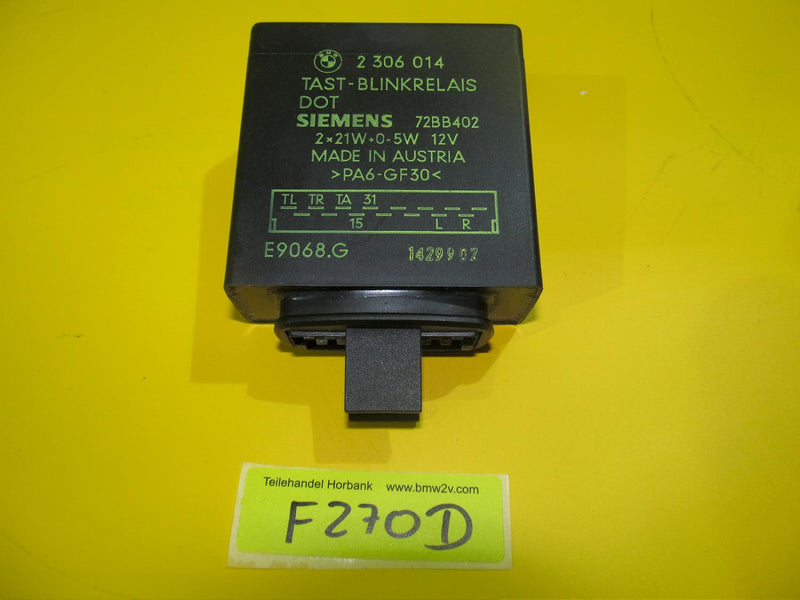 BMW 2 306 014
TAST-BLINKRELAIS
DOT
SIEMENS 72BB402
2×21W+0-5W 12V
MADE IN AUSTRIA
>PA6-GF30<
TL TR TA 31
15 L R
E9068.G 1429902
Teilehandel Horbank www.bmw2v.com
F270D